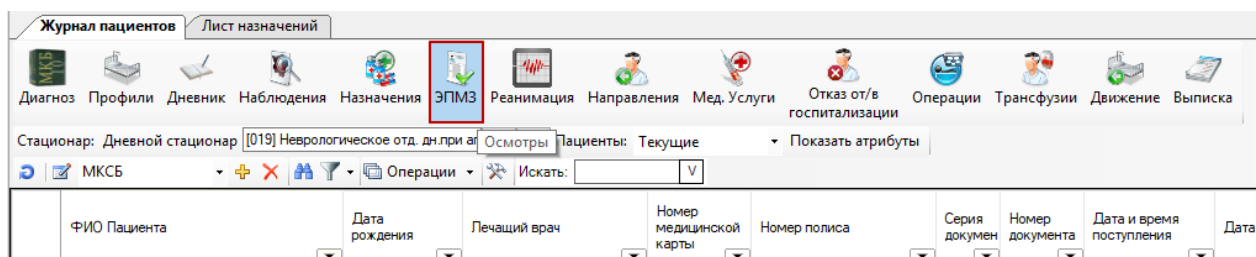 Журнал пациентов Лист назначений
МКБ 10
Диагноз Профили Дневник Наблюдения Назначения ЭПМЗ Реанимация Направления Мед. Услуги Отказ от/в госпитализации Операции Трансфузии Движение Выписка
Стационар: Дневной стационар [019] Неврологическое отд. дн.при Осмотры Пациенты: Текущие Показать атрибуты
МКСБ Операции Искать: V
ФИО Пациента Дата рождения Лечащий врач Номер медицинской карты Номер полиса Серия докумен Номер документа Дата и время поступления Дата